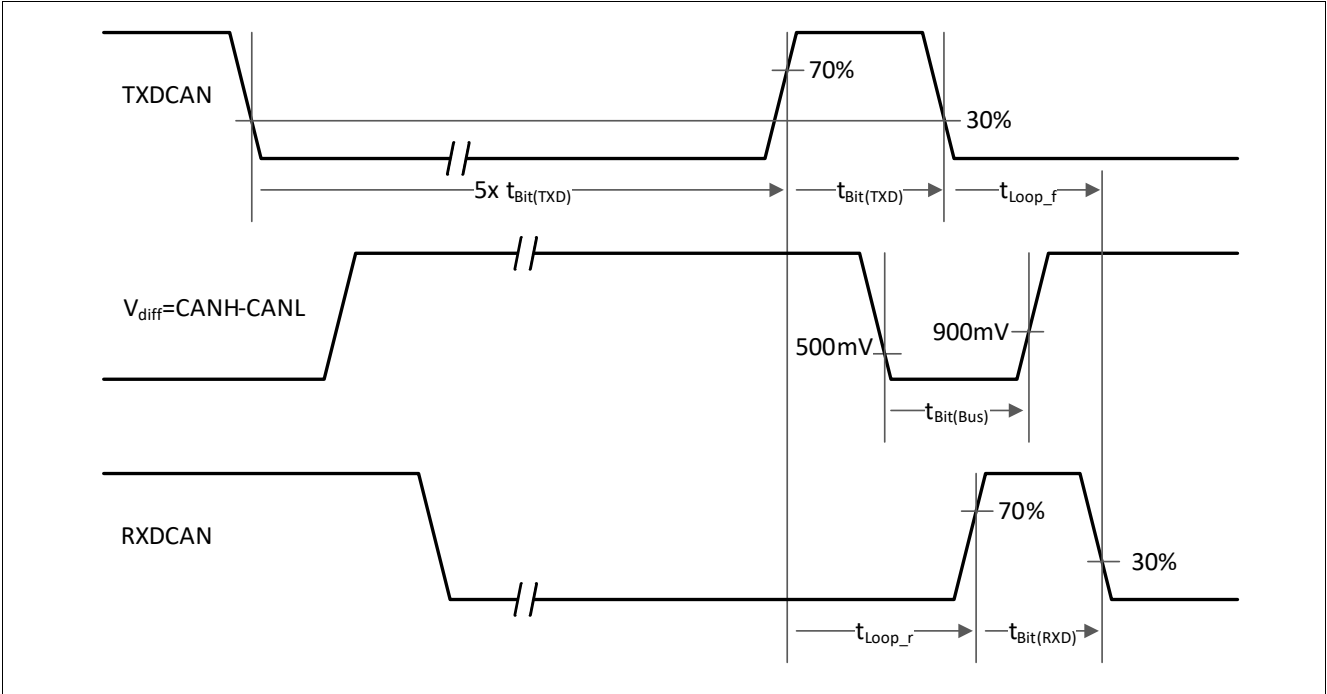 70%
TXDCAN
30%
5x tBit(TXD)
tBit(TXD)
tLoop_f
Vdiff=CANH-CANL
900mV
500mV
tBit(Bus)
70%
RXDCAN
30%
tLoop_r
tBit(RXD)